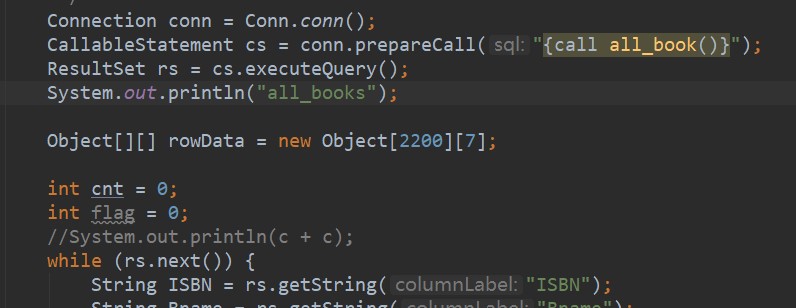 Connection conn = Conn.conn();
CallableStatement cs = conn.prepareCall( sql: "{call all_book()}");
ResultSet rs = cs.executeQuery();
System.out.println("all_books");
Object[][] rowData = new Object[2200][7];
int cnt = 0;
int flag = 0;
//System.out.println(c + c);
while (rs.next()) {
String ISBN = rs.getString( columnLabel: "ISBN");
String Bname = rs.getString( columnLabel: "Bname");